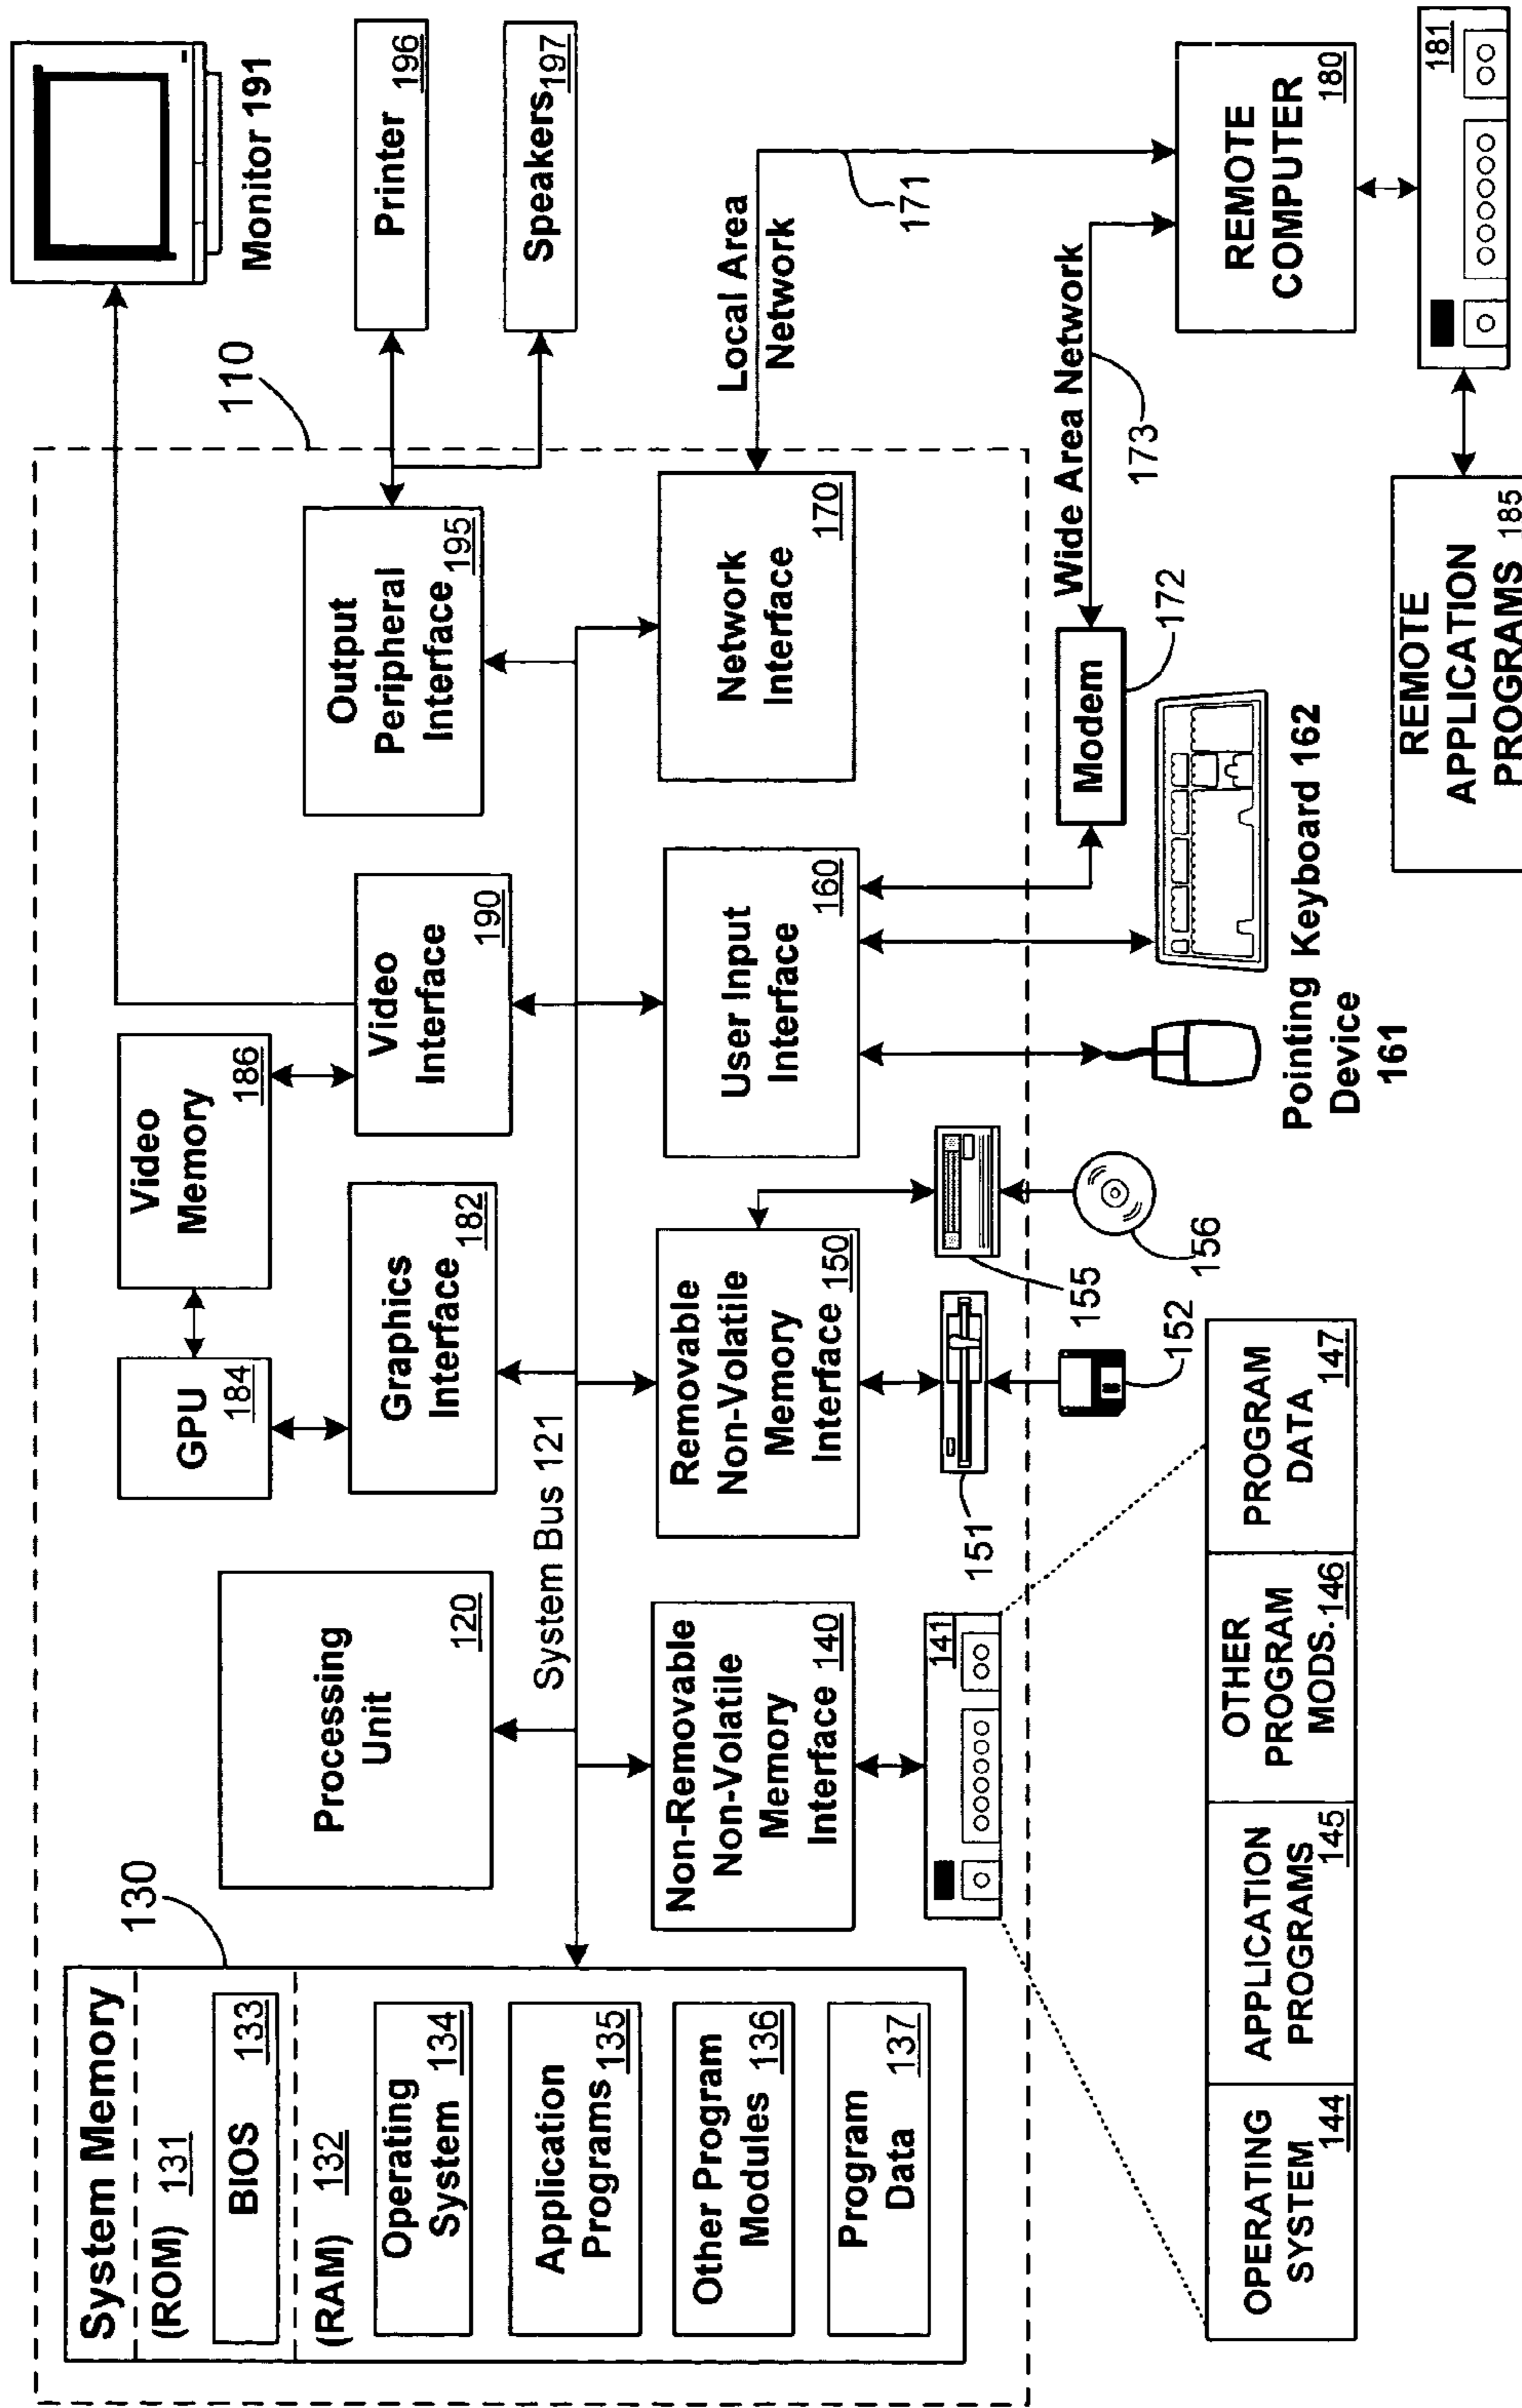 System Memory
(ROM) 131
BIOS 133
(RAM) 132
Operating
System 134
Application
Programs 135
Other Program
Modules 136
Program
Data 137
130
Processing
Unit
120
System Bus 121
GPU
184
Video
Memory
186
Graphics
Interface
182
Video
Interface
190
Output
Peripheral
Interface 195
110
Monitor 191
Printer
196
Speakers
197
Non-Removable
Non-Volatile
Memory
Interface 140
Removable
Non-Volatile
Memory
Interface 150
User Input
Interface
160
Network
Interface
170
Local Area
Network
171
141
151
155
152
156
Modem
172
Wide Area Network
173
Pointing
Device
161
Keyboard 162
REMOTE
COMPUTER
180
181
OPERATING
SYSTEM
144
APPLICATION
PROGRAMS
145
OTHER
PROGRAM
MODS. 146
PROGRAM
DATA
147
REMOTE
APPLICATION
PROGRAMS 185